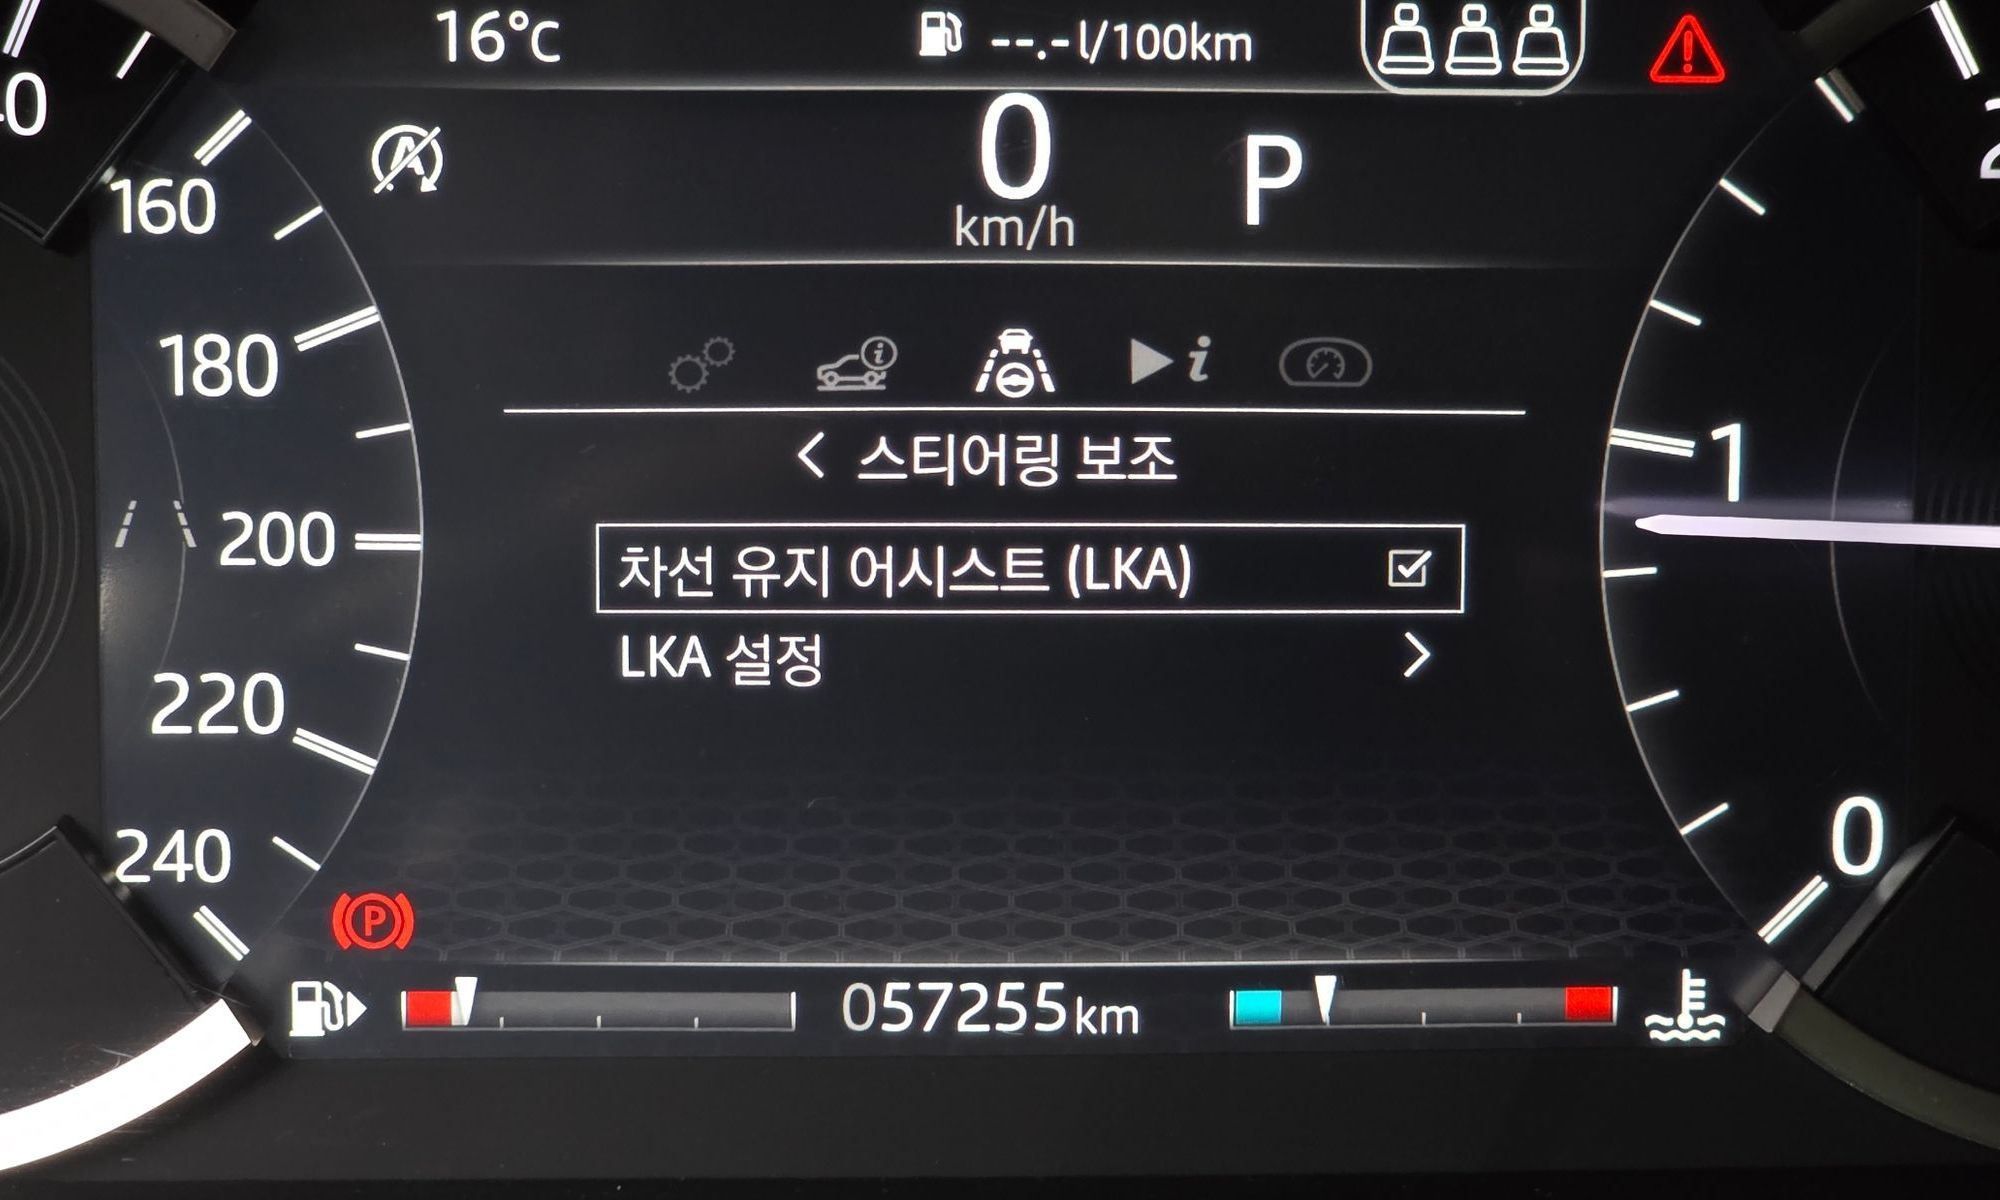 16°C
--.-l/100km
0
km/h
P
160
180
200
220
240
스티어링 보조
차선 유지 어시스트 (LKA)
LKA 설정
1
0
P
057255km